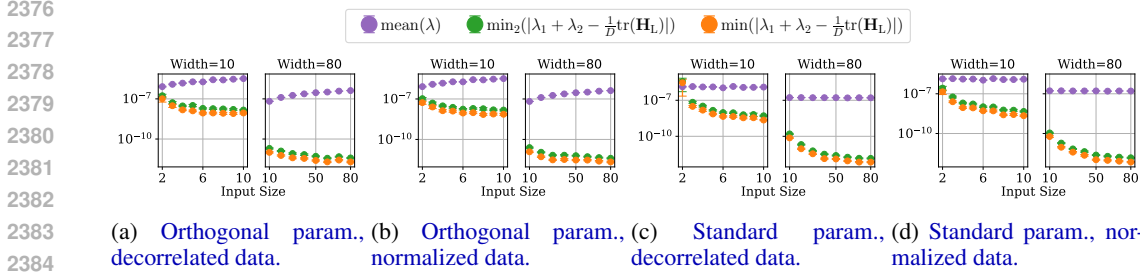 2376
2377
2378
2379
2380
2381
2382
2383
2384
mean(λ) min₂(|λ₁ + λ₂ − 1/D tr(H_L)|) min(|λ₁ + λ₂ − 1/D tr(H_L)|)
Width=10 Width=80 Width=10 Width=80 Width=10 Width=80 Width=10 Width=80
10⁻⁷ 10⁻⁷ 10⁻⁷ 10⁻⁷
10⁻¹⁰ 10⁻¹⁰ 10⁻¹⁰ 10⁻¹⁰
2 6 10 10 50 80 2 6 10 10 50 80 2 6 10 10 50 80 2 6 10 10 50 80
Input Size Input Size Input Size Input Size
(a) Orthogonal param.,
decorrelated data.
(b) Orthogonal param.,
normalized data.
(c) Standard param.,
decorrelated data.
(d) Standard param., nor-
malized data.